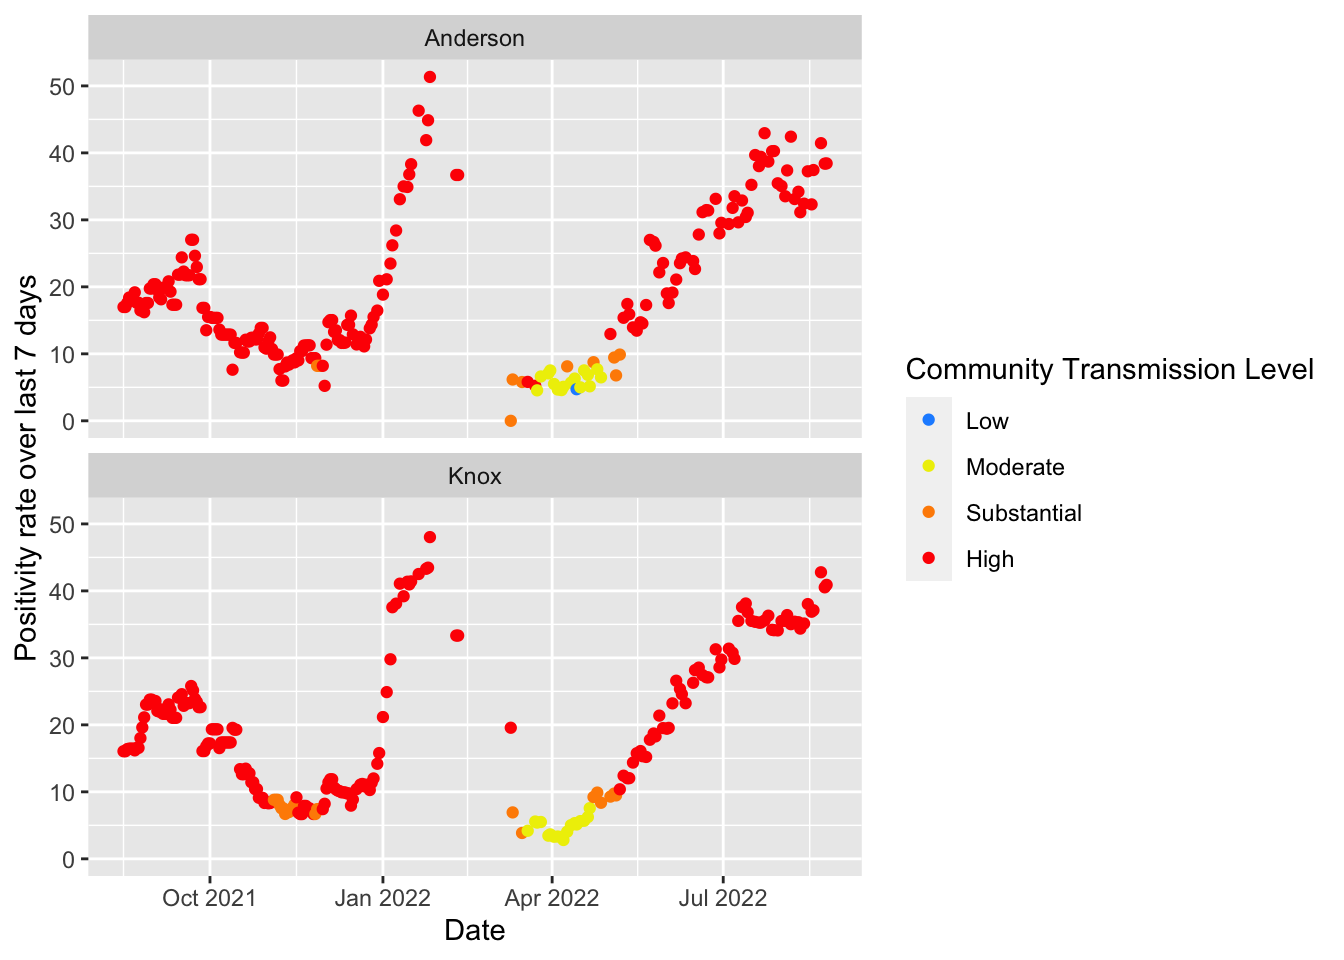 Anderson
50
40
30
20
10
0
Knox
50
40
30
20
10
0
Oct 2021
Jan 2022
Apr 2022
Jul 2022
Date
Positivity rate over last 7 days
Community Transmission Level
Low
Moderate
Substantial
High